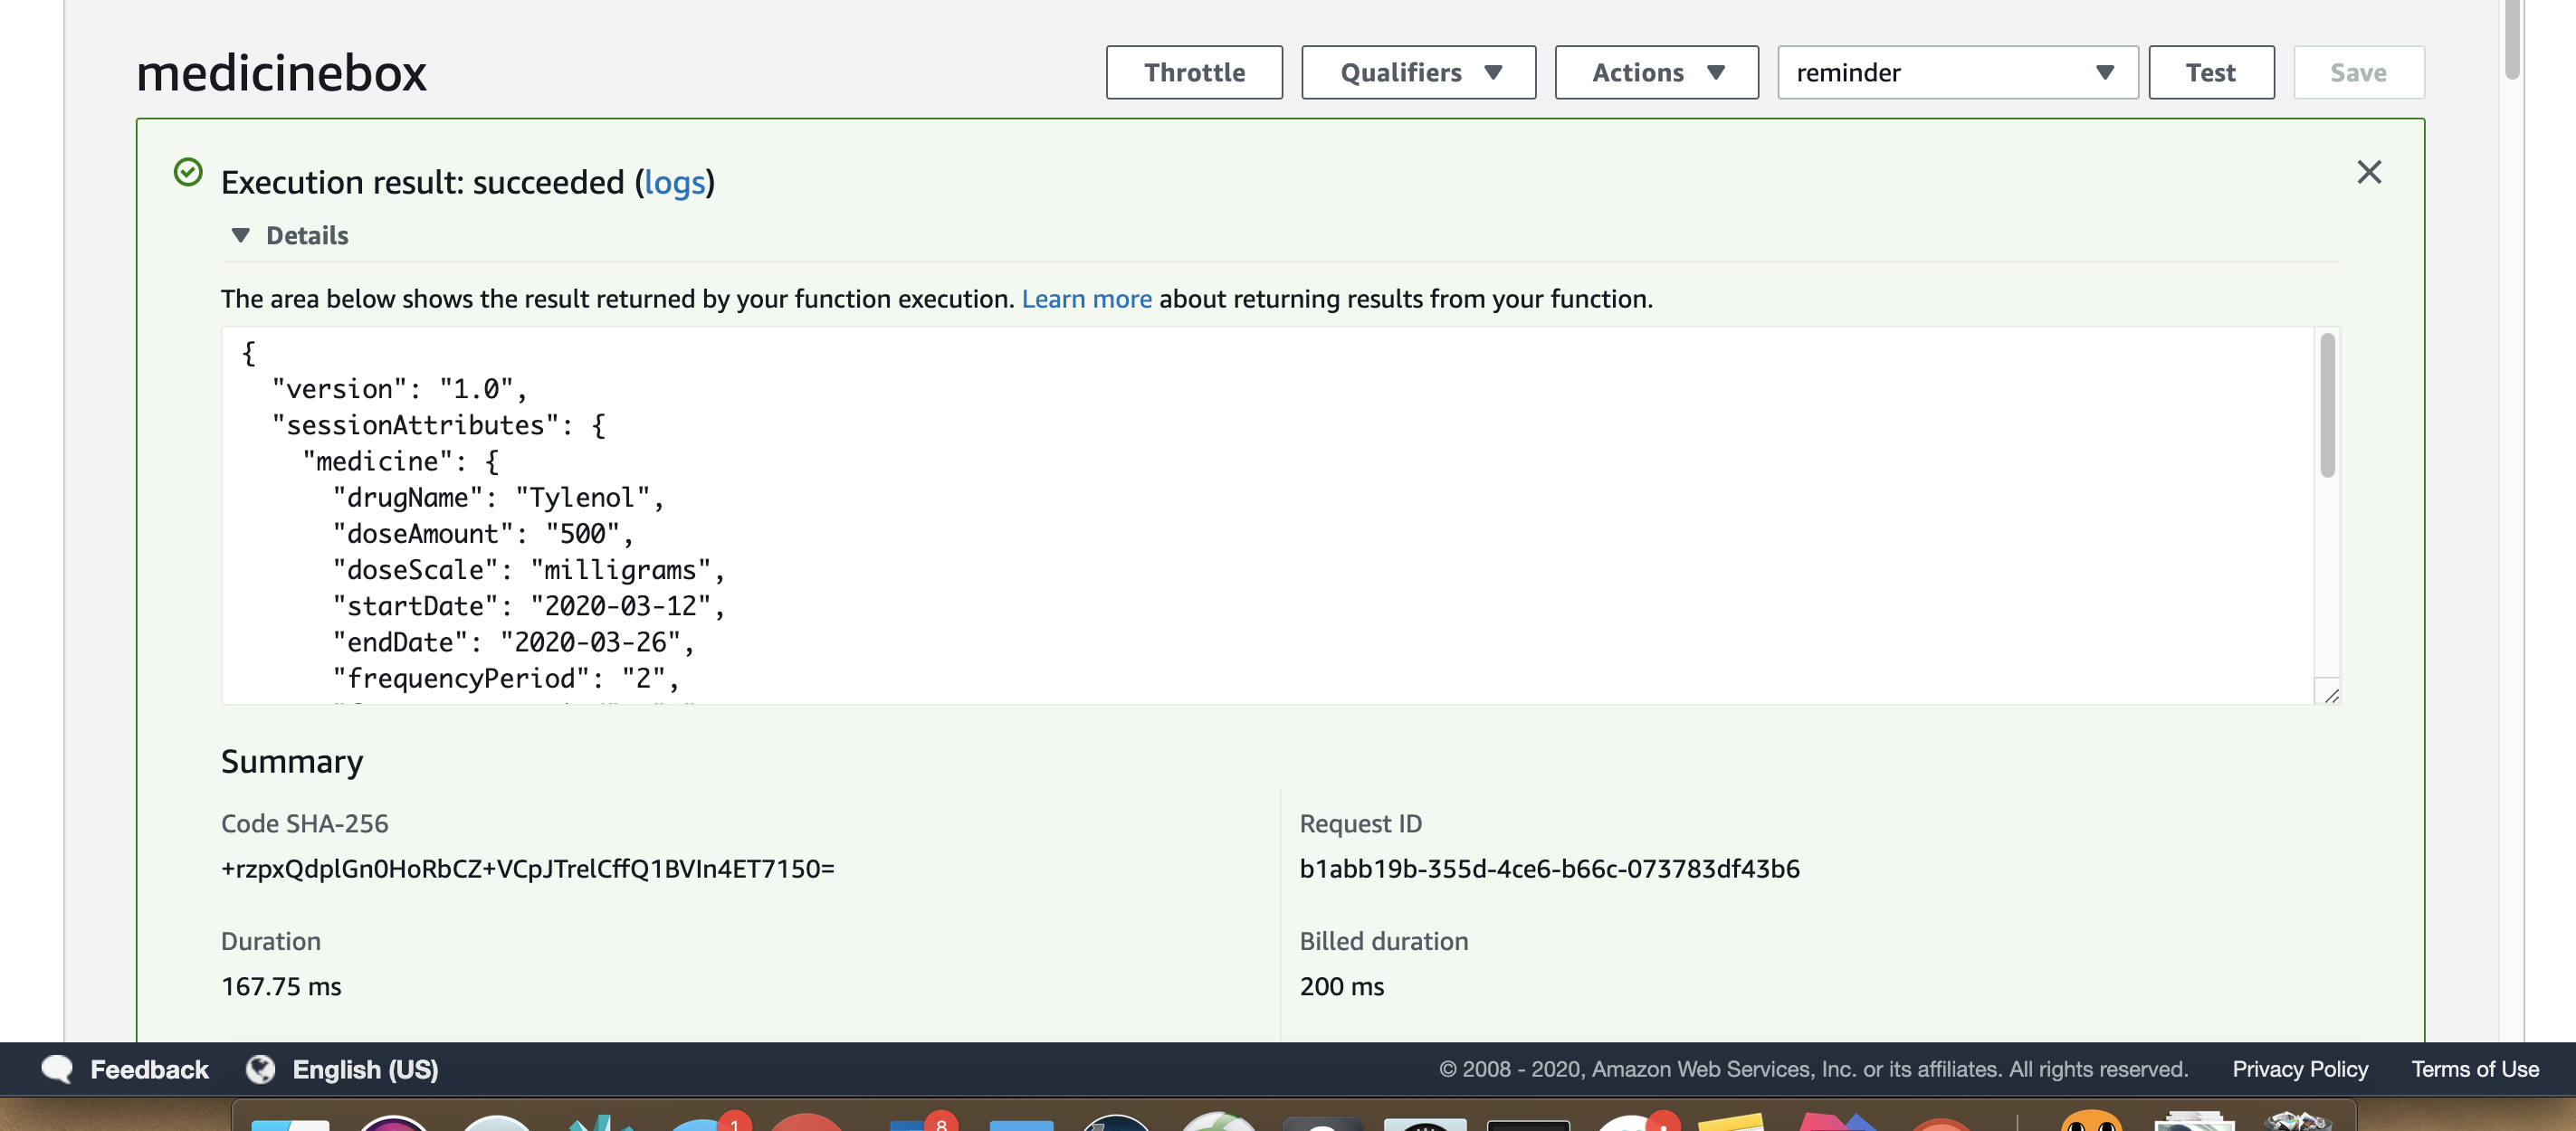 medicinebox
Throttle
Qualifiers
Actions
reminder
Test
Save
Execution result: succeeded (logs)
Details
The area below shows the result returned by your function execution. Learn more about returning results from your function.
{
"version": "1.0",
"sessionAttributes": {
"medicine": {
"drugName": "Tylenol",
"doseAmount": "500",
"doseScale": "milligrams",
"startDate": "2020-03-12",
"endDate": "2020-03-26",
"frequencyPeriod": "2",
Summary
Code SHA-256
+rzpxQdplGn0HoRbCZ+VCpJTrelCffQ1BVIn4ET7150=
Request ID
b1abb19b-355d-4ce6-b66c-073783df43b6
Duration
167.75 ms
Billed duration
200 ms
Feedback
English (US)
© 2008 - 2020, Amazon Web Services, Inc. or its affiliates. All rights reserved.
Privacy Policy
Terms of Use
1
8